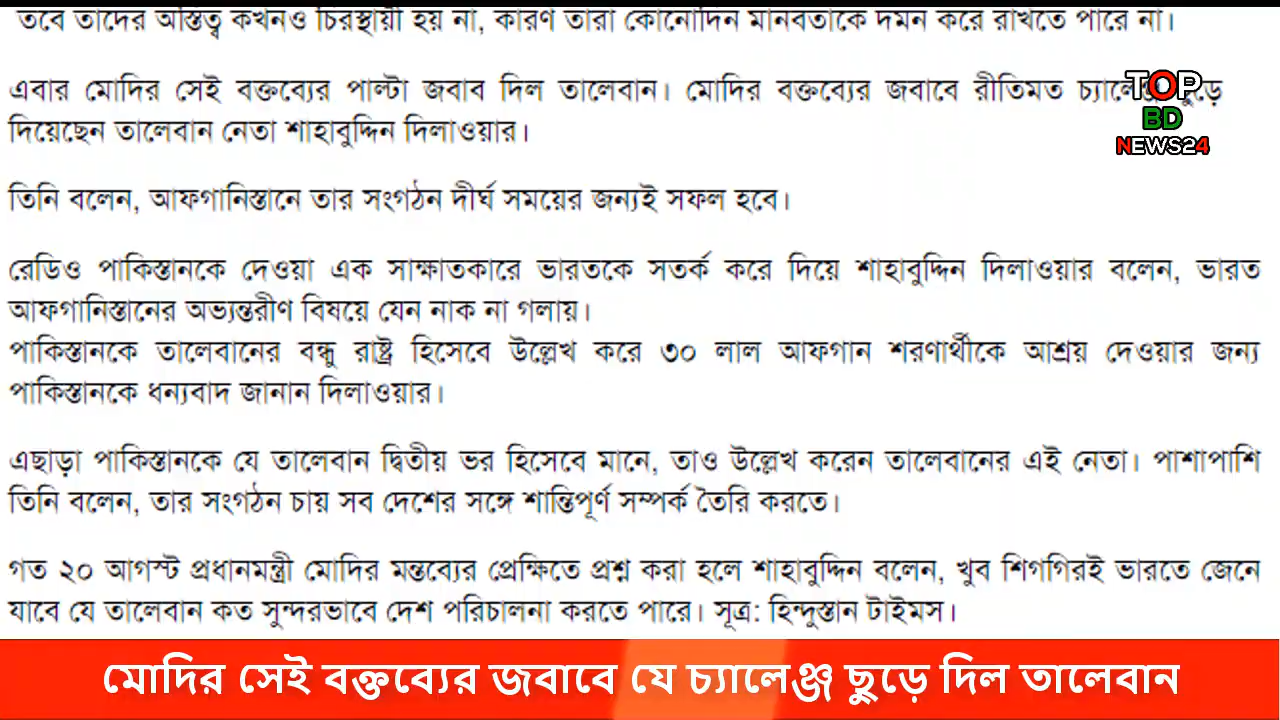 তবে তাদের অস্তিত্ব কখনও চিরস্থায়ী হয় না, কারণ তারা কোনোদিন মানবতাকে দমন করে রাখতে পারে না।
এবার মোদির সেই বক্তব্যের পাল্টা জবাব দিল তালেবান। মোদির বক্তব্যের জবাবে রীতিমত চ্যালেঞ্জ ছুড়ে
দিয়েছেন তালেবান নেতা শাহাবুদ্দিন দিলাওয়ার।
TOP
BD
NEWS24
তিনি বলেন, আফগানিস্তানে তার সংগঠন দীর্ঘ সময়ের জন্যই সফল হবে।
রেডিও পাকিস্তানকে দেওয়া এক সাক্ষাতকারে ভারতকে সতর্ক করে দিয়ে শাহাবুদ্দিন দিলাওয়ার বলেন, ভারত
আফগানিস্তানের অভ্যন্তরীণ বিষয়ে যেন নাক না গলায়।
পাকিস্তানকে তালেবানের বন্ধু রাষ্ট্র হিসেবে উল্লেখ করে ৩০ লাল আফগান শরণার্থীকে আশ্রয় দেওয়ার জন্য
পাকিস্তানকে ধন্যবাদ জানান দিলাওয়ার।
এছাড়া পাকিস্তানকে যে তালেবান দ্বিতীয় ভর হিসেবে মানে, তাও উল্লেখ করেন তালেবানের এই নেতা। পাশাপাশি
তিনি বলেন, তার সংগঠন চায় সব দেশের সঙ্গে শান্তিপূর্ণ সম্পর্ক তৈরি করতে।
গত ২০ আগস্ট প্রধানমন্ত্রী মোদির মন্তব্যের প্রেক্ষিতে প্রশ্ন করা হলে শাহাবুদ্দিন বলেন, খুব শিগগিরই ভারতে জেনে
যাবে যে তালেবান কত সুন্দরভাবে দেশ পরিচালনা করতে পারে। সূত্র: হিন্দুস্তান টাইমস।
মোদির সেই বক্তব্যের জবাবে যে চ্যালেঞ্জ ছুড়ে দিল তালেবান